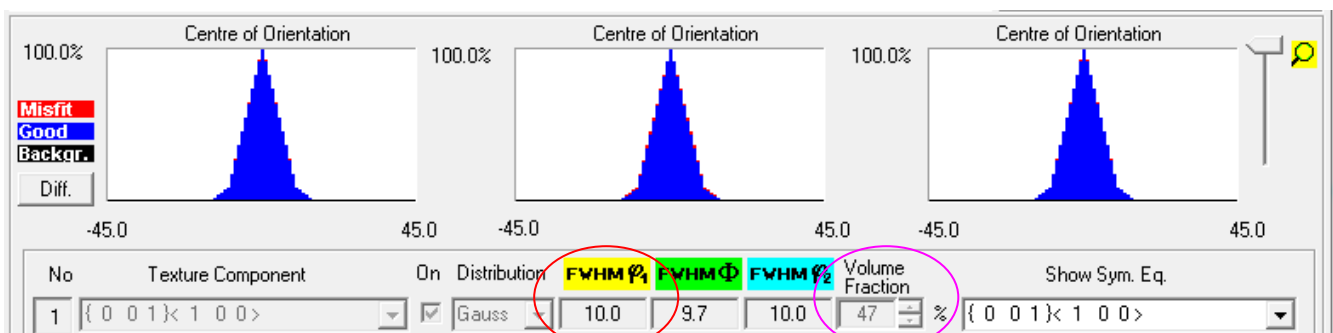 Centre of Orientation Centre of Orientation Centre of Orientation
100.0% 100.0% 100.0%
Misfit
Good
Backgr.
Diff.
-45.0 45.0 -45.0 45.0 -45.0 45.0
No Texture Component On Distribution FWHM φ1 FWHM Φ FWHM φ2 Volume Fraction Show Sym. Eq.
1 { 0 0 1 }< 1 0 0 > Gauss 10.0 9.7 10.0 47 % { 0 0 1 }< 1 0 0 >